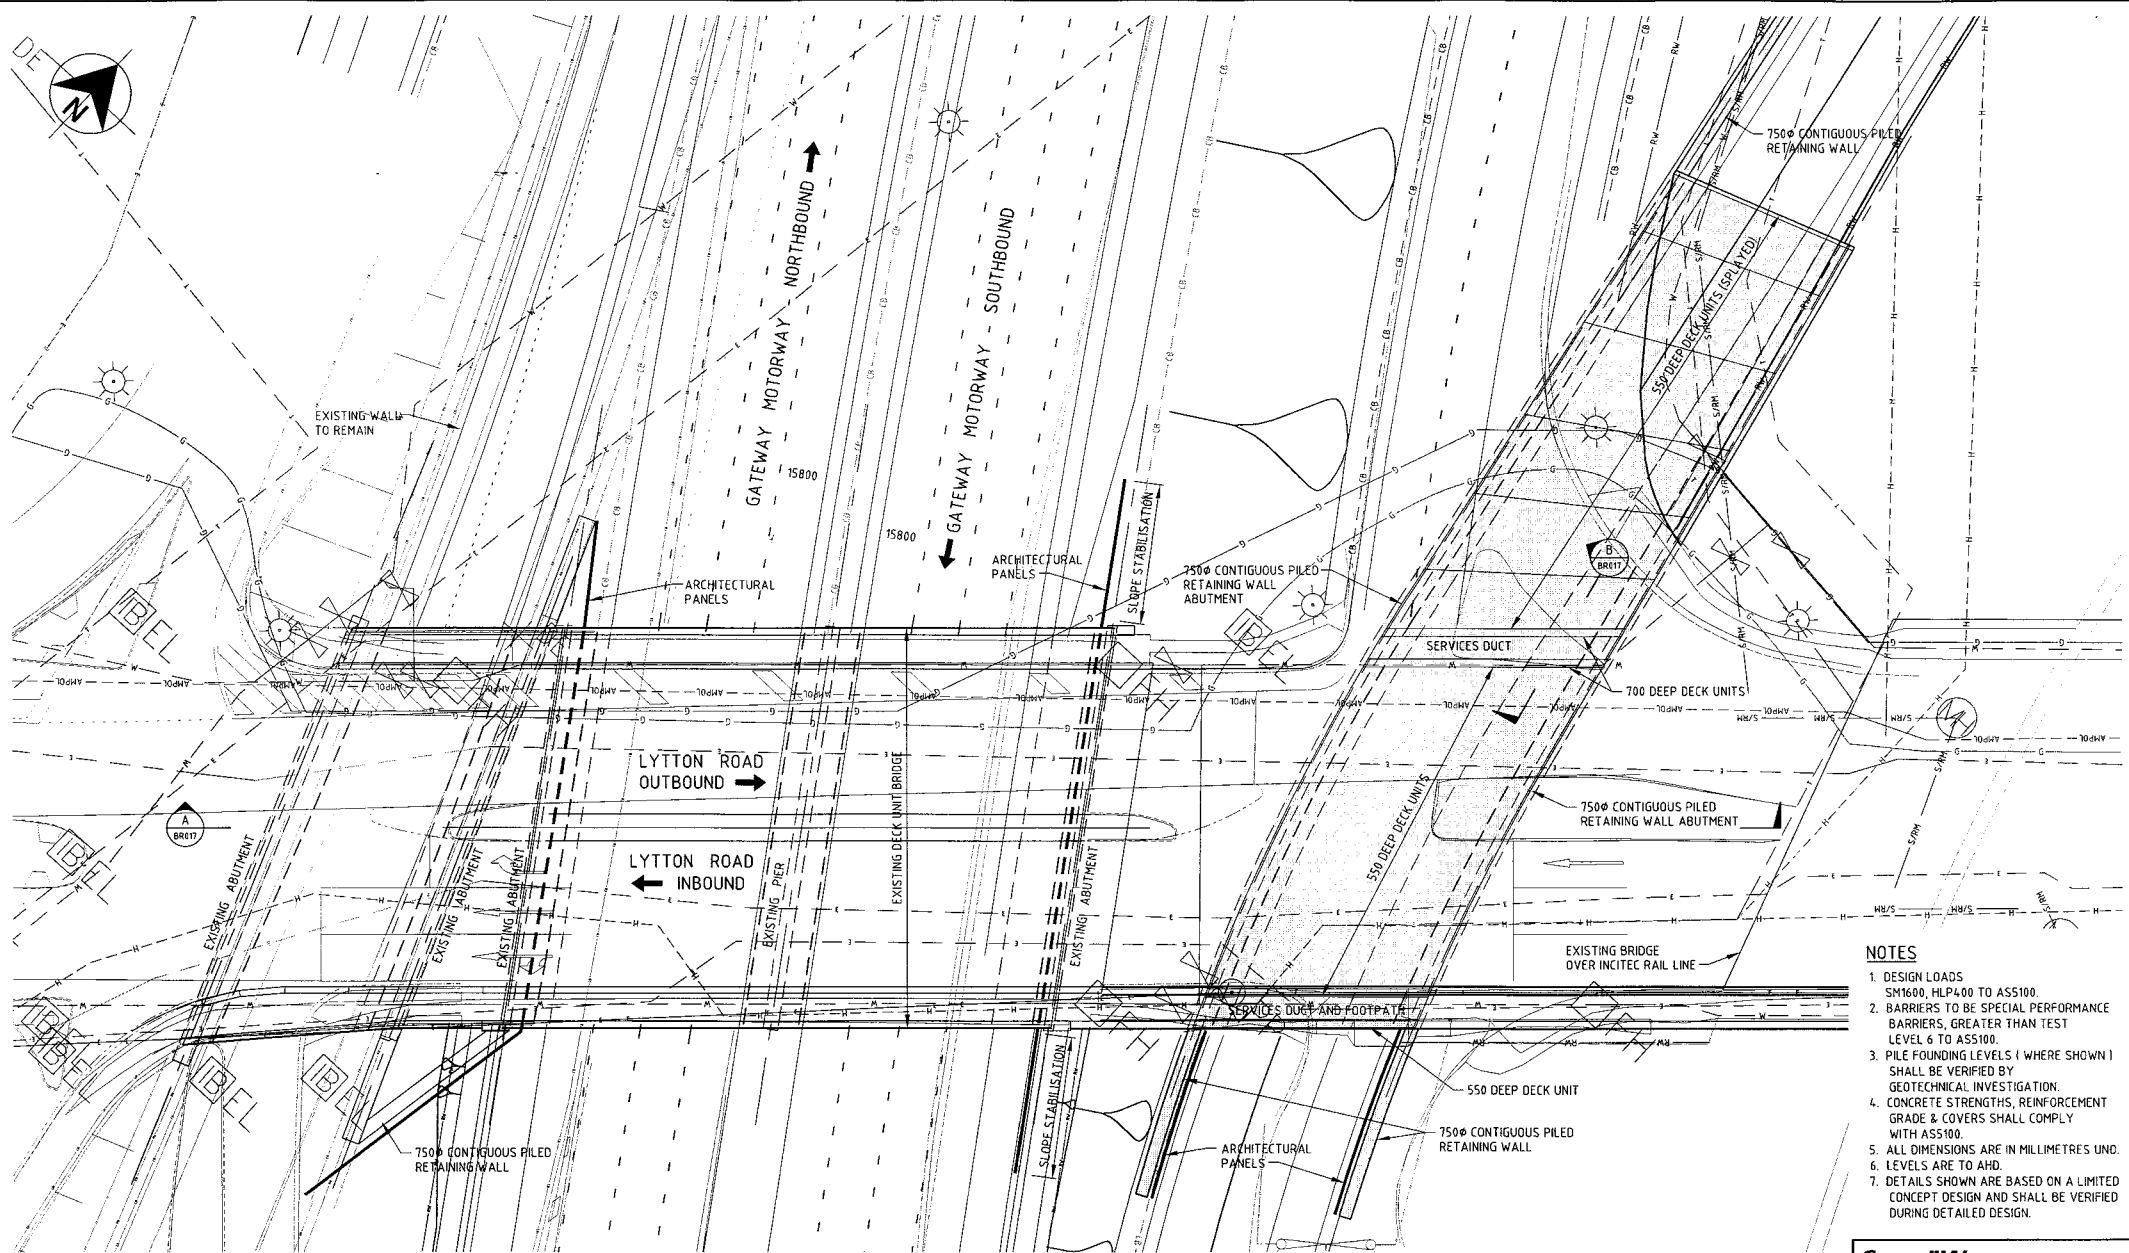 N
EXISTING WALL
TO REMAIN
GATEWAY MOTORWAY - NORTHBOUND
GATEWAY MOTORWAY - SOUTHBOUND
15800
15800
750ø CONTIGUOUS PILED
RETAINING WALL
550 DEEP DECK UNITS (SPLAYED)
ARCHITECTURAL
PANELS
ARCHITECTURAL
PANELS
SLOPE STABILISATION
750ø CONTIGUOUS PILED
RETAINING WALL
ABUTMENT
B
BR017
SERVICES DUCT
700 DEEP DECK UNITS
LYTTON ROAD
OUTBOUND
LYTTON ROAD
INBOUND
A
BR017
EXISTING ABUTMENT
EXISTING ABUTMENT
EXISTING ABUTMENT
EXISTING PIER
EXISTING DECK UNIT BRIDGE
EXISTING ABUTMENT
550 DEEP DECK UNITS
750ø CONTIGUOUS PILED
RETAINING WALL ABUTMENT
EXISTING BRIDGE
OVER INCITEC RAIL LINE
SERVICES DUCT AND FOOTPATH
SLOPE STABILISATION
550 DEEP DECK UNIT
750ø CONTIGUOUS PILED
RETAINING WALL
ARCHITECTURAL
PANELS
750ø CONTIGUOUS PILED
RETAINING WALL
NOTES
1. DESIGN LOADS
SM1600, HLP400 TO AS5100.
2. BARRIERS TO BE SPECIAL PERFORMANCE
BARRIERS, GREATER THAN TEST
LEVEL 6 TO AS5100.
3. PILE FOUNDING LEVELS ( WHERE SHOWN )
SHALL BE VERIFIED BY
GEOTECHNICAL INVESTIGATION.
4. CONCRETE STRENGTHS, REINFORCEMENT
GRADE & COVERS SHALL COMPLY
WITH AS5100.
5. ALL DIMENSIONS ARE IN MILLIMETRES UNO.
6. LEVELS ARE TO AHD.
7. DETAILS SHOWN ARE BASED ON A LIMITED
CONCEPT DESIGN AND SHALL BE VERIFIED
DURING DETAILED DESIGN.